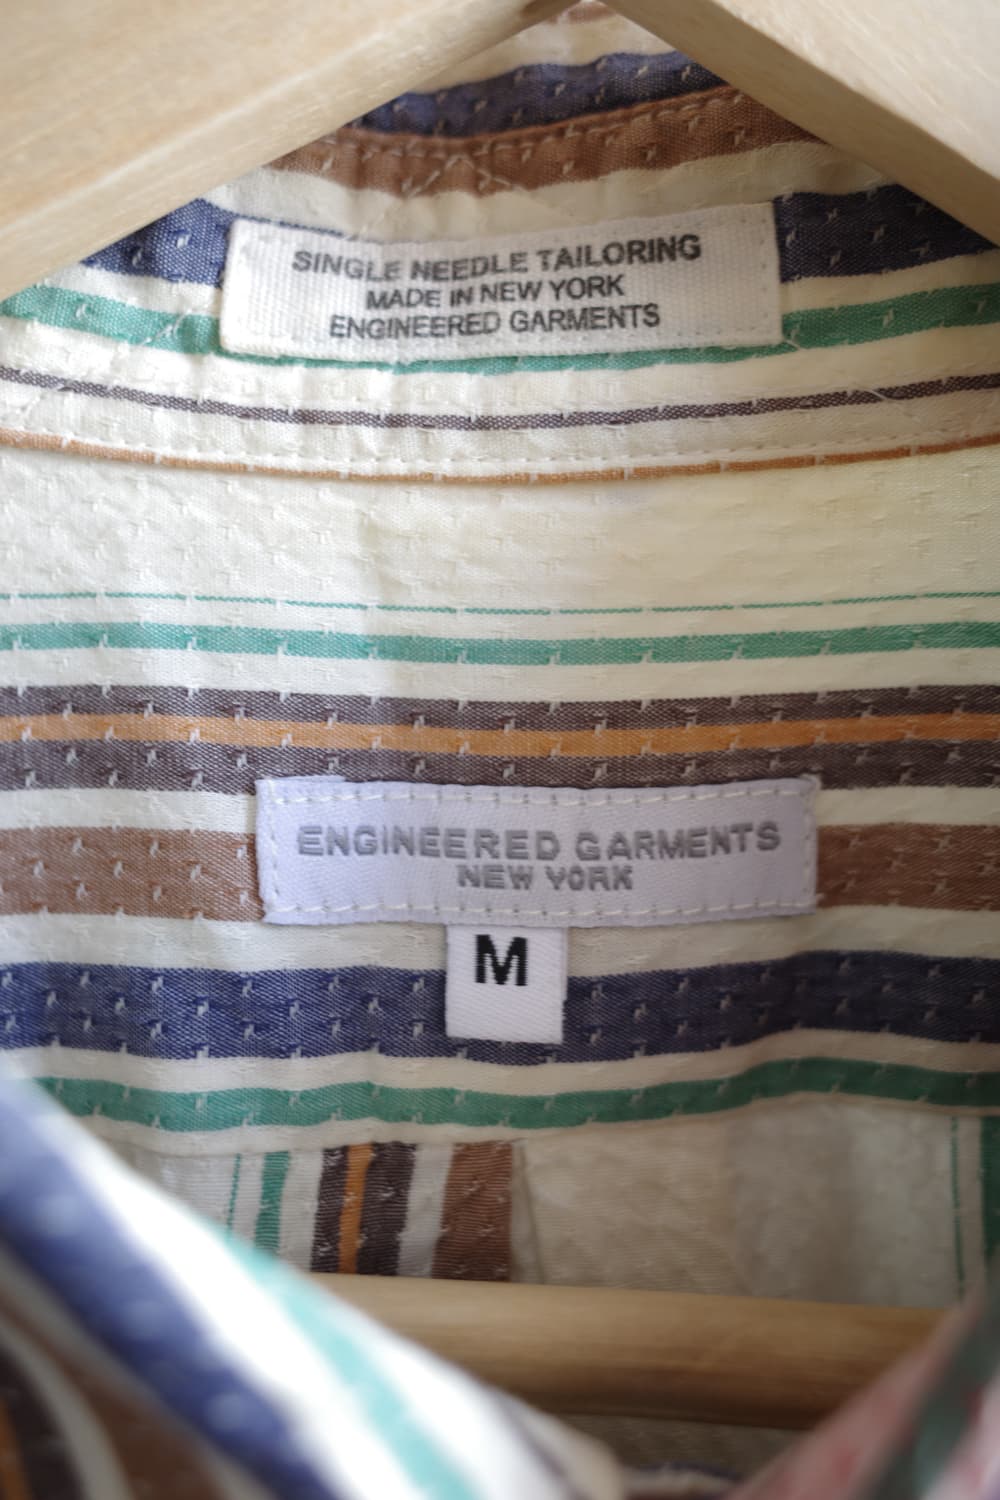 SINGLE NEEDLE TAILORING
MADE IN NEW YORK
ENGINEERED GARMENTS
ENGINEERED GARMENTS
NEW YORK
M